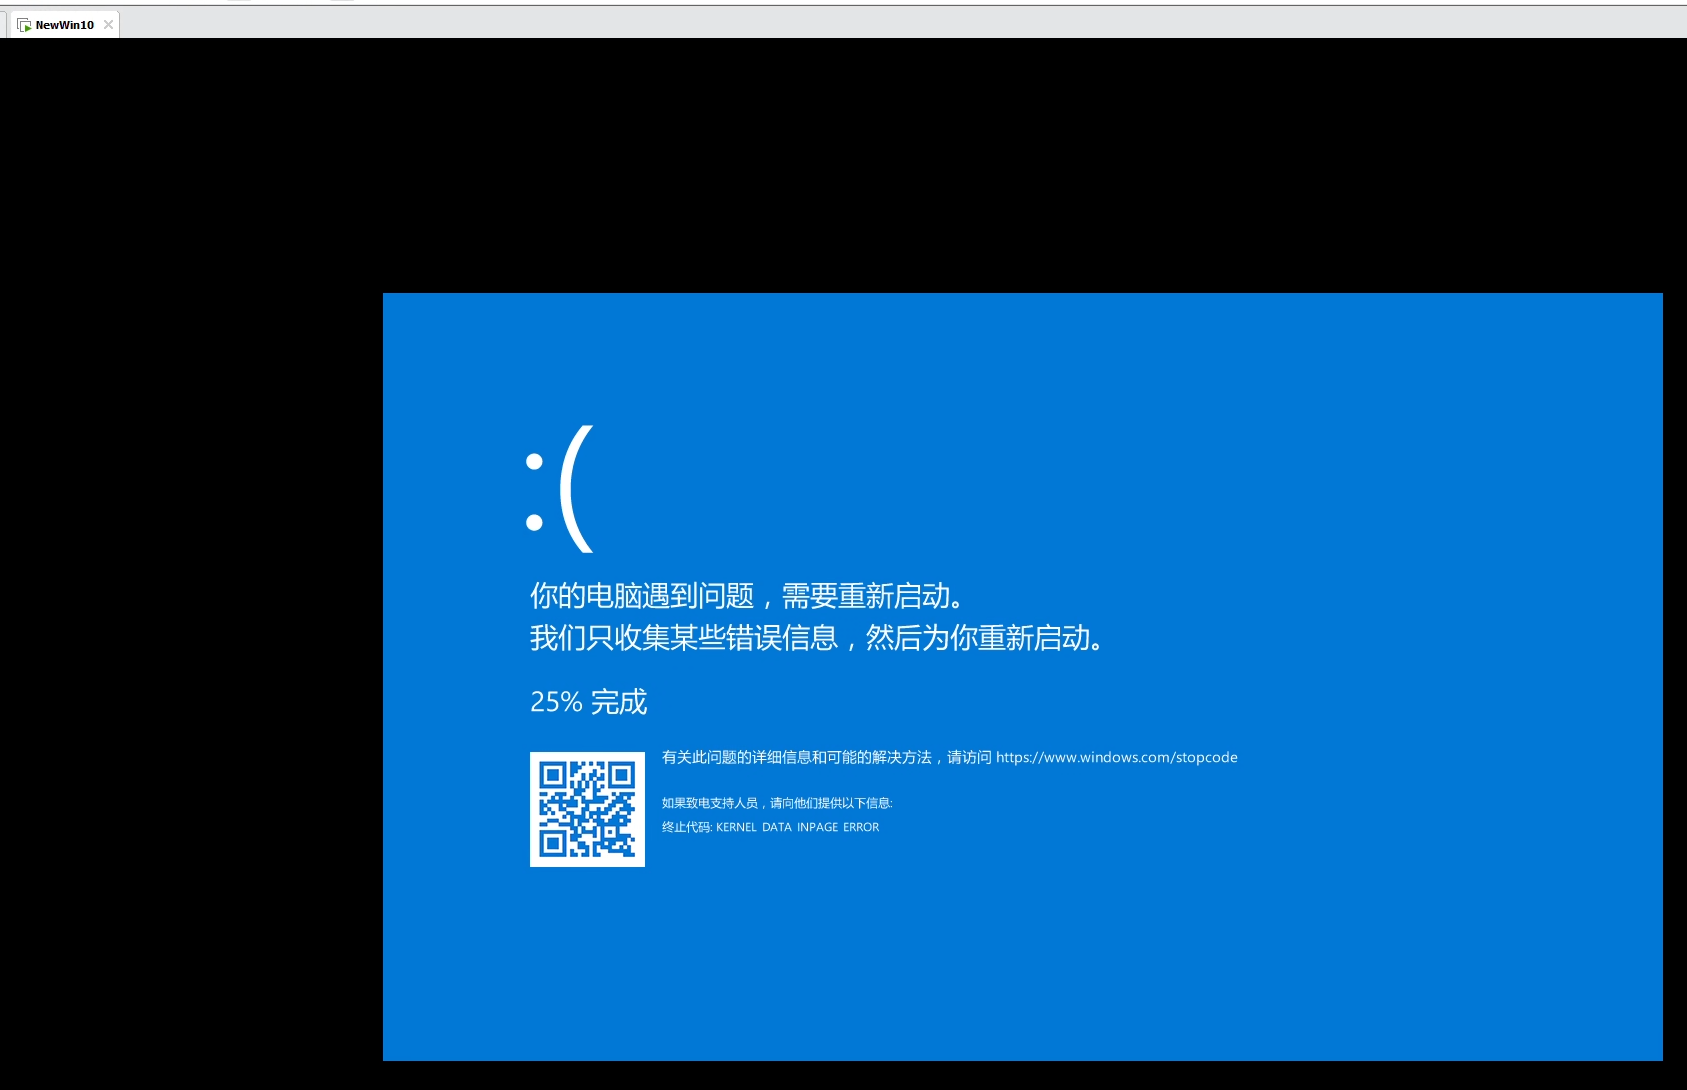 NewWin10
:(
你的电脑遇到问题，需要重新启动。
我们只收集某些错误信息，然后为你重新启动。
25% 完成
有关此问题的详细信息和可能的解决方法，请访问 https://www.windows.com/stopcode
如果致电支持人员，请向他们提供以下信息:
终止代码: KERNEL DATA INPAGE ERROR